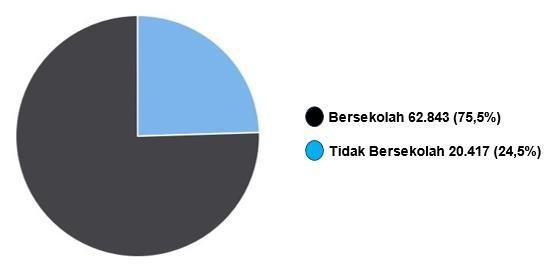 Bersekolah 62.843 (75,5%)
Tidak Bersekolah 20.417 (24,5%)